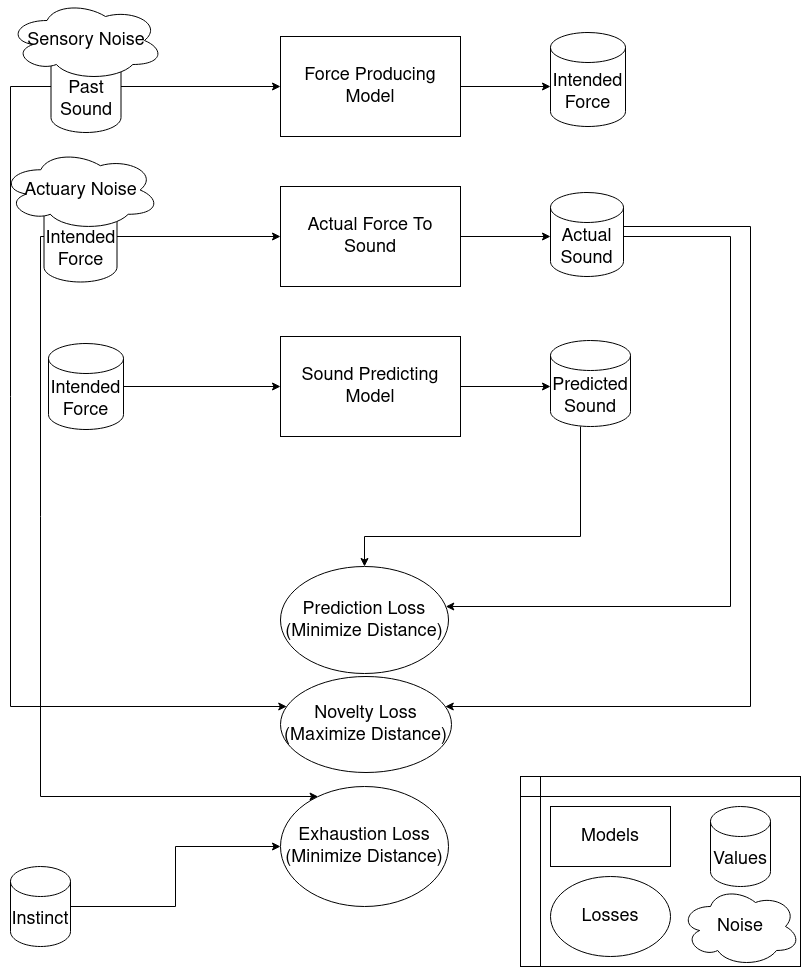 Sensory Noise
Past
Sound
Force Producing
Model
Intended
Force
Actuary Noise
Intended
Force
Actual Force To
Sound
Actual
Sound
Intended
Force
Sound Predicting
Model
Predicted
Sound
Prediction Loss
(Minimize Distance)
Novelty Loss
(Maximize Distance)
Exhaustion Loss
(Minimize Distance)
Instinct
Models
Values
Losses
Noise